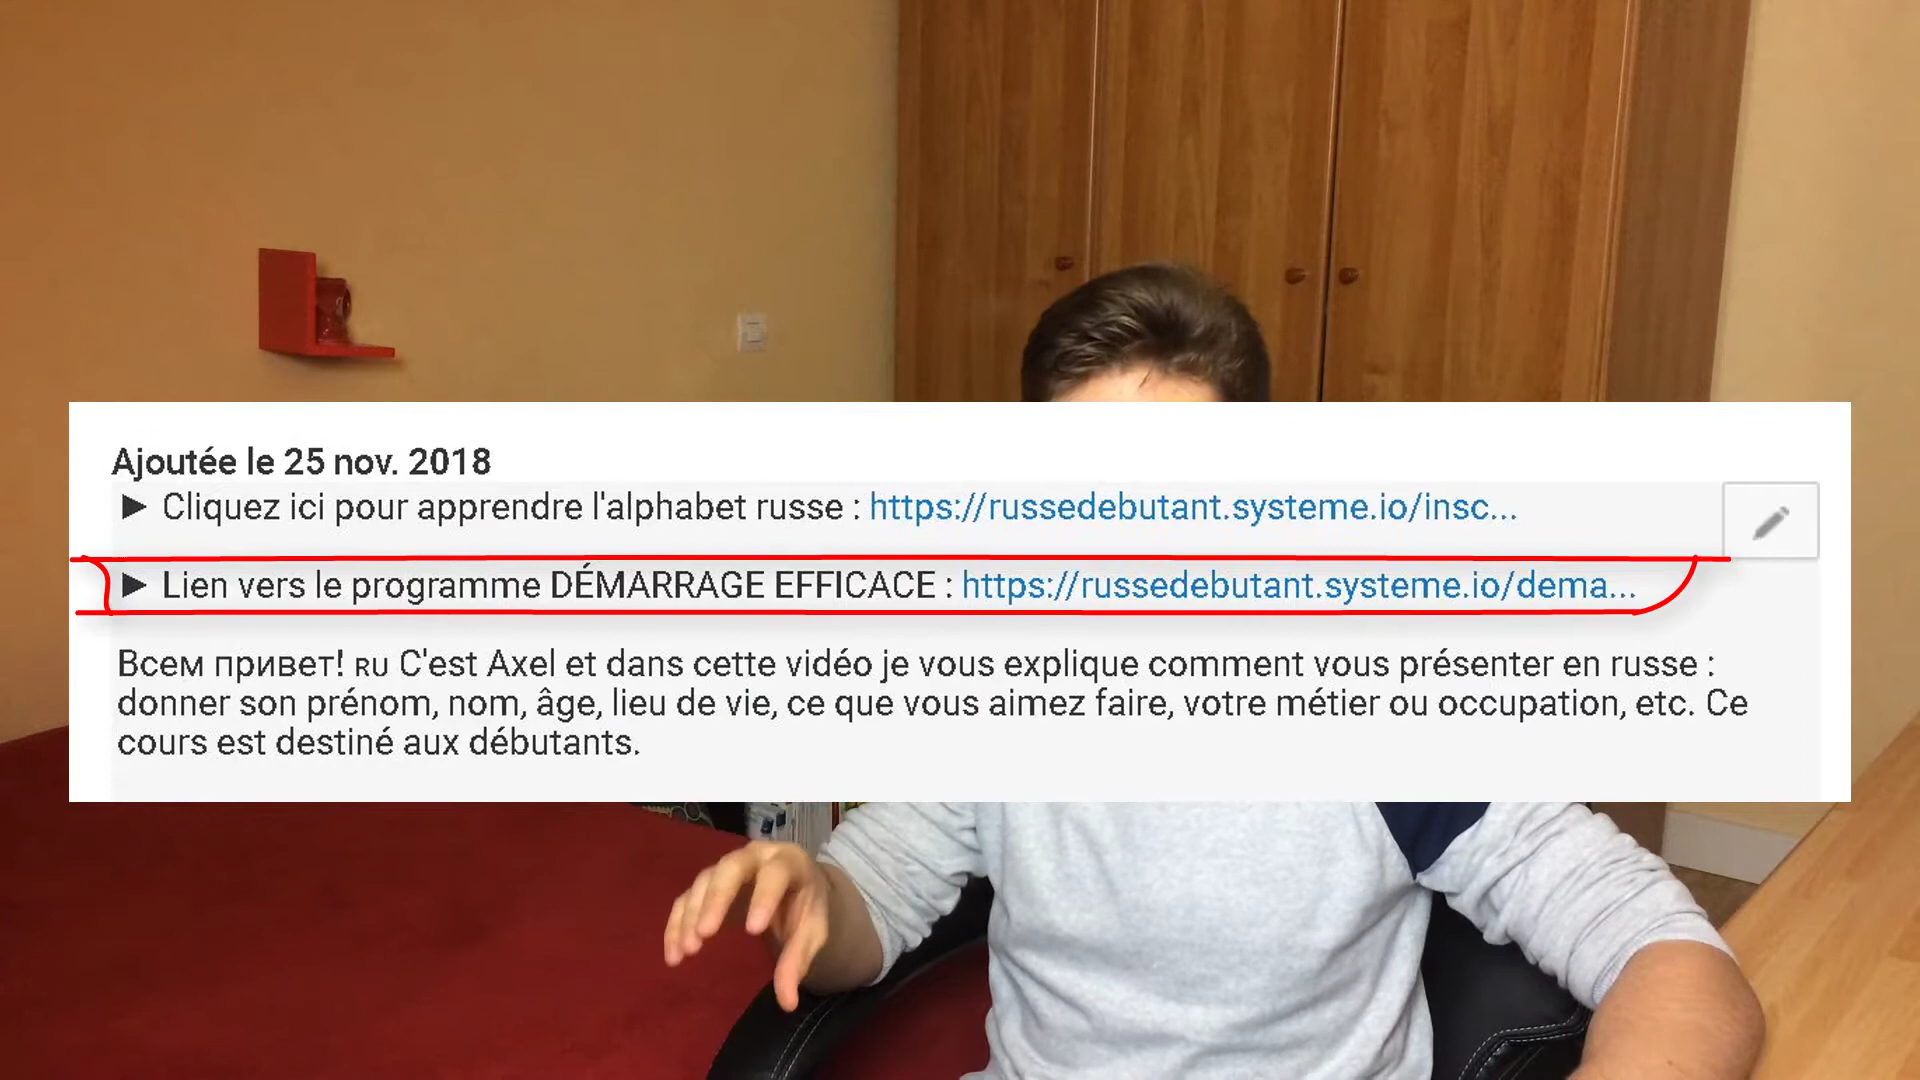 Ajoutée le 25 nov. 2018
► Cliquez ici pour apprendre l'alphabet russe : https://russedebutant.systeme.io/insc...
► Lien vers le programme DÉMARRAGE EFFICACE : https://russedebutant.systeme.io/dema...
Всем привет! RU C'est Axel et dans cette vidéo je vous explique comment vous présenter en russe :
donner son prénom, nom, âge, lieu de vie, ce que vous aimez faire, votre métier ou occupation, etc. Ce
cours est destiné aux débutants.